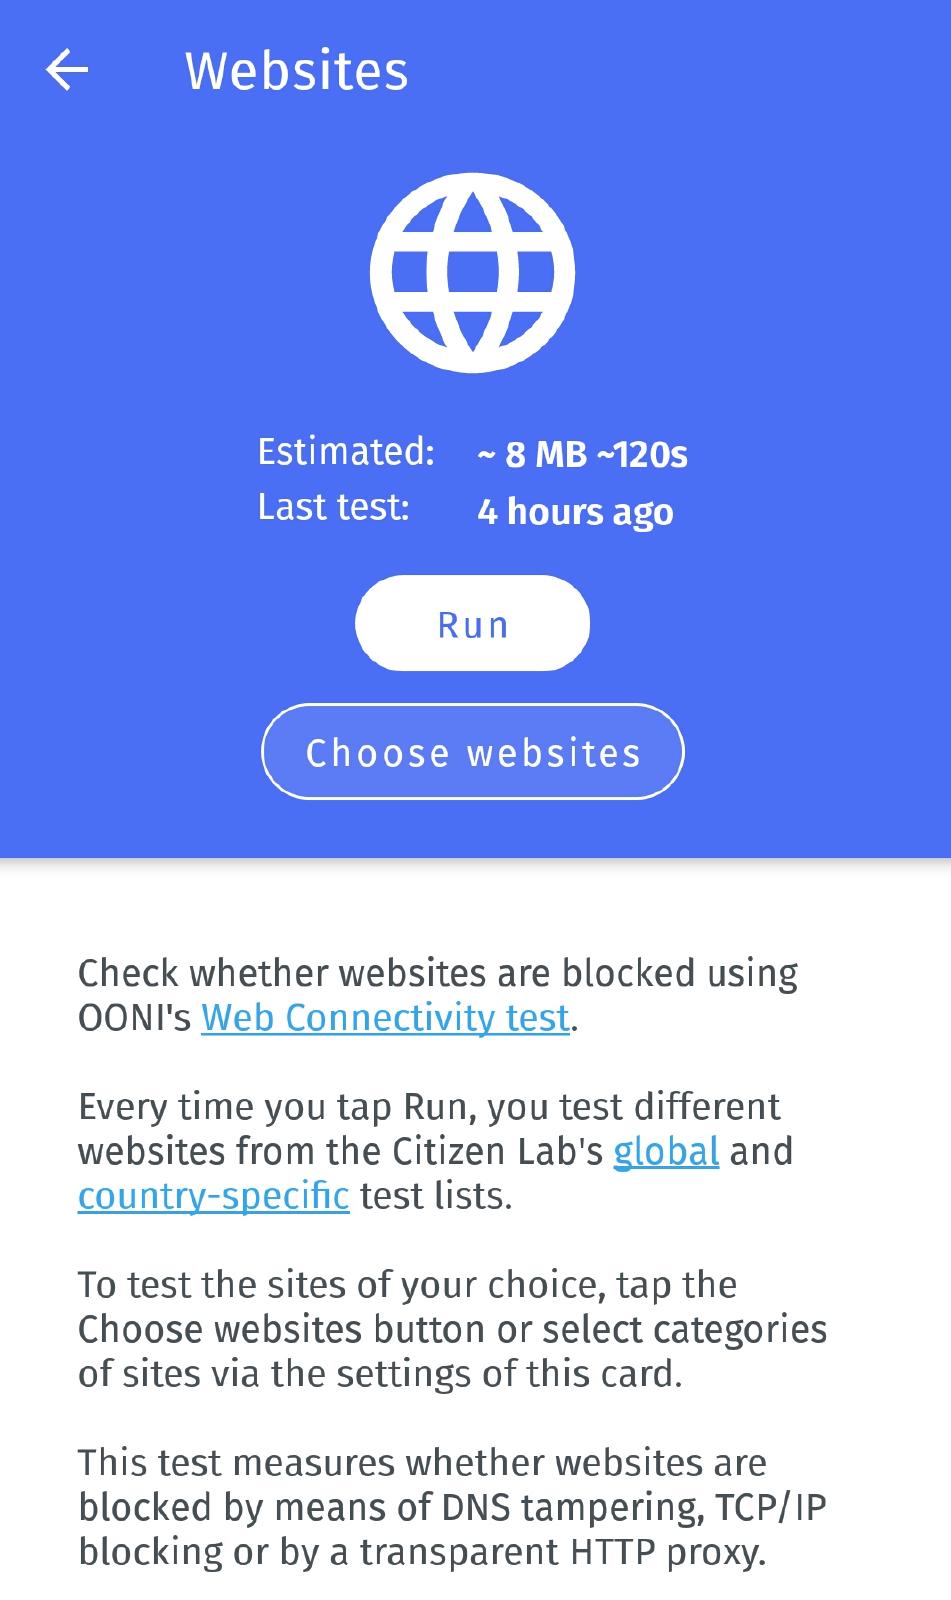 Websites
Estimated: ~ 8 MB ~120s
Last test: 4 hours ago
Run
Choose websites
Check whether websites are blocked using
OONI's Web Connectivity test.
Every time you tap Run, you test different
websites from the Citizen Lab's global and
country-specific test lists.
To test the sites of your choice, tap the
Choose websites button or select categories
of sites via the settings of this card.
This test measures whether websites are
blocked by means of DNS tampering, TCP/IP
blocking or by a transparent HTTP proxy.